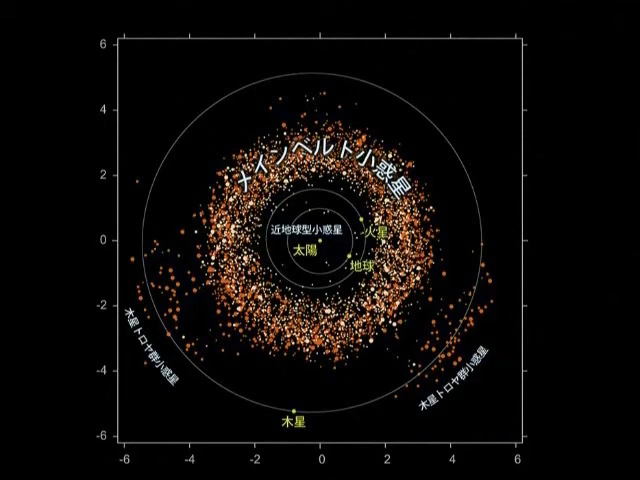 6
4
2
0
-2
-4
-6
メインベルト小惑星
近地球型小惑星
火星
太陽
地球
木星トロヤ群小惑星
木星トロヤ群小惑星
木星
-6
-4
-2
0
2
4
6